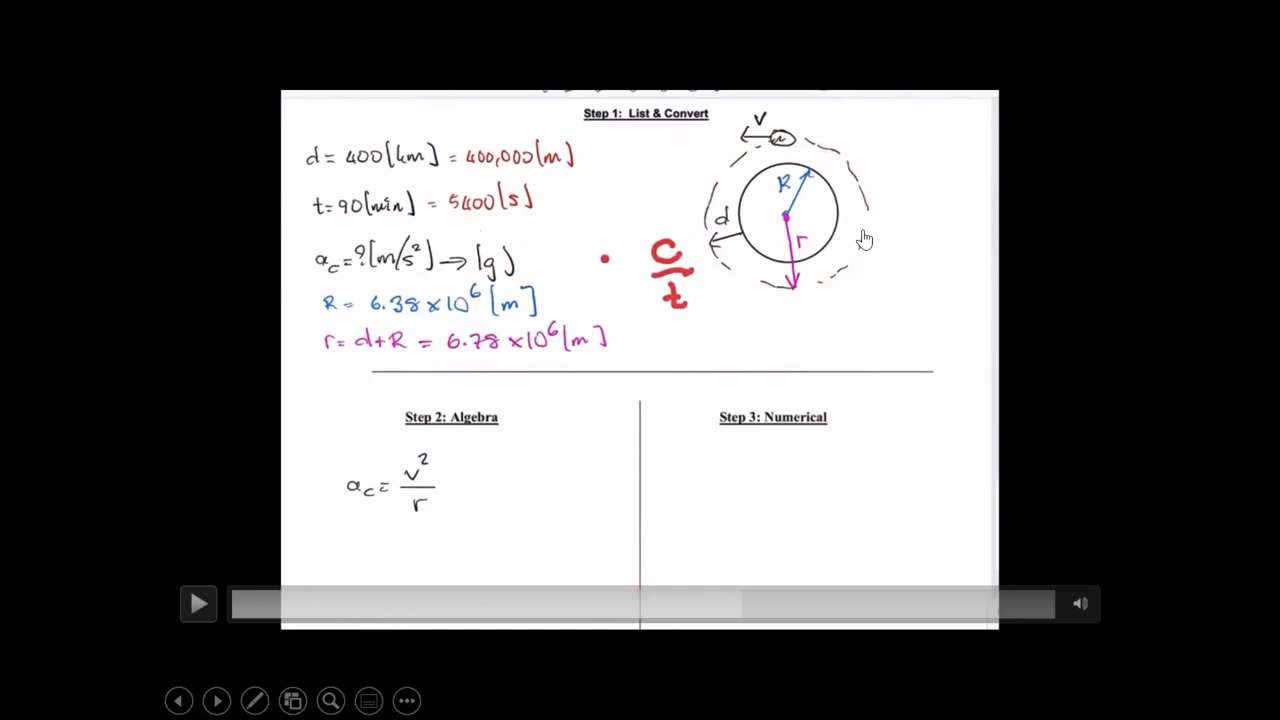 Step 1: List & Convert
d = 400 [km] = 400,000 [m]
t = 90 [min] = 5400 [s]
a_c = ? [m/s²] → [g]
R = 6.38 × 10⁶ [m]
r = d + R = 6.78 × 10⁶ [m]
C
t
V
R
d
r
Step 2: Algebra
Step 3: Numerical
a_c = v²
r